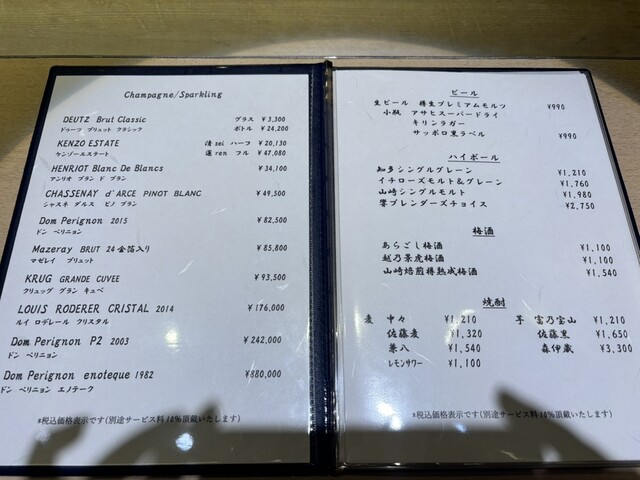 Champagne/Sparkling
DEUTZ Brut Classic グラス ¥3,300
ドゥーツ ブリュット クラシック ボトル ¥24,200
KENZO ESTATE 清 sei ハーフ ¥20,130
ケンゾーエステート 蓮 ren フル ¥47,080
HENRIOT Blanc De Blancs ¥34,100
アンリオ ブラン ド ブラン
CHASSENAY d' ARCE PINOT BLANC ¥49,500
シャスネ ダルス ピノ ブラン
Dom Perignon 2015 ¥82,500
ドン ペリニョン
Mazeray BRUT 24金箔入り ¥85,800
マゼレイ ブリュット
KRUG GRANDE CUVEE ¥93,500
クリュッグ グラン キュベ
LOUIS RODERER CRISTAL 2014 ¥176,000
ルイ ロデレール クリスタル
Dom Perignon P2 2003 ¥242,000
ドン ペリニョン
Dom Perignon enoteque 1982 ¥880,000
ドン ペリニョン エノテーク
*税込価格表示です(別途サービス料10%頂戴いたします)
ビール
生ビール 樽生プレミアムモルツ ¥990
小瓶 アサヒスーパードライ
キリンラガー
サッポロ黒ラベル ¥990
ハイボール
知多シングルグレーン ¥1,210
イチローズモルト&グレーン ¥1,760
山崎シングルモルト ¥1,980
響ブレンダーズチョイス ¥2,750
梅酒
あらごし梅酒 ¥1,100
越乃景虎梅酒 ¥1,100
山崎焙煎樽熟成梅酒 ¥1,540
焼酎
麦 中々 ¥1,210 芋 富乃宝山 ¥1,210
佐藤麦 ¥1,320 佐藤黒 ¥1,650
兼八 ¥1,540 森伊蔵 ¥3,300
レモンサワー ¥1,100
*税込価格表示です(別途サービス料10%頂戴いたします)